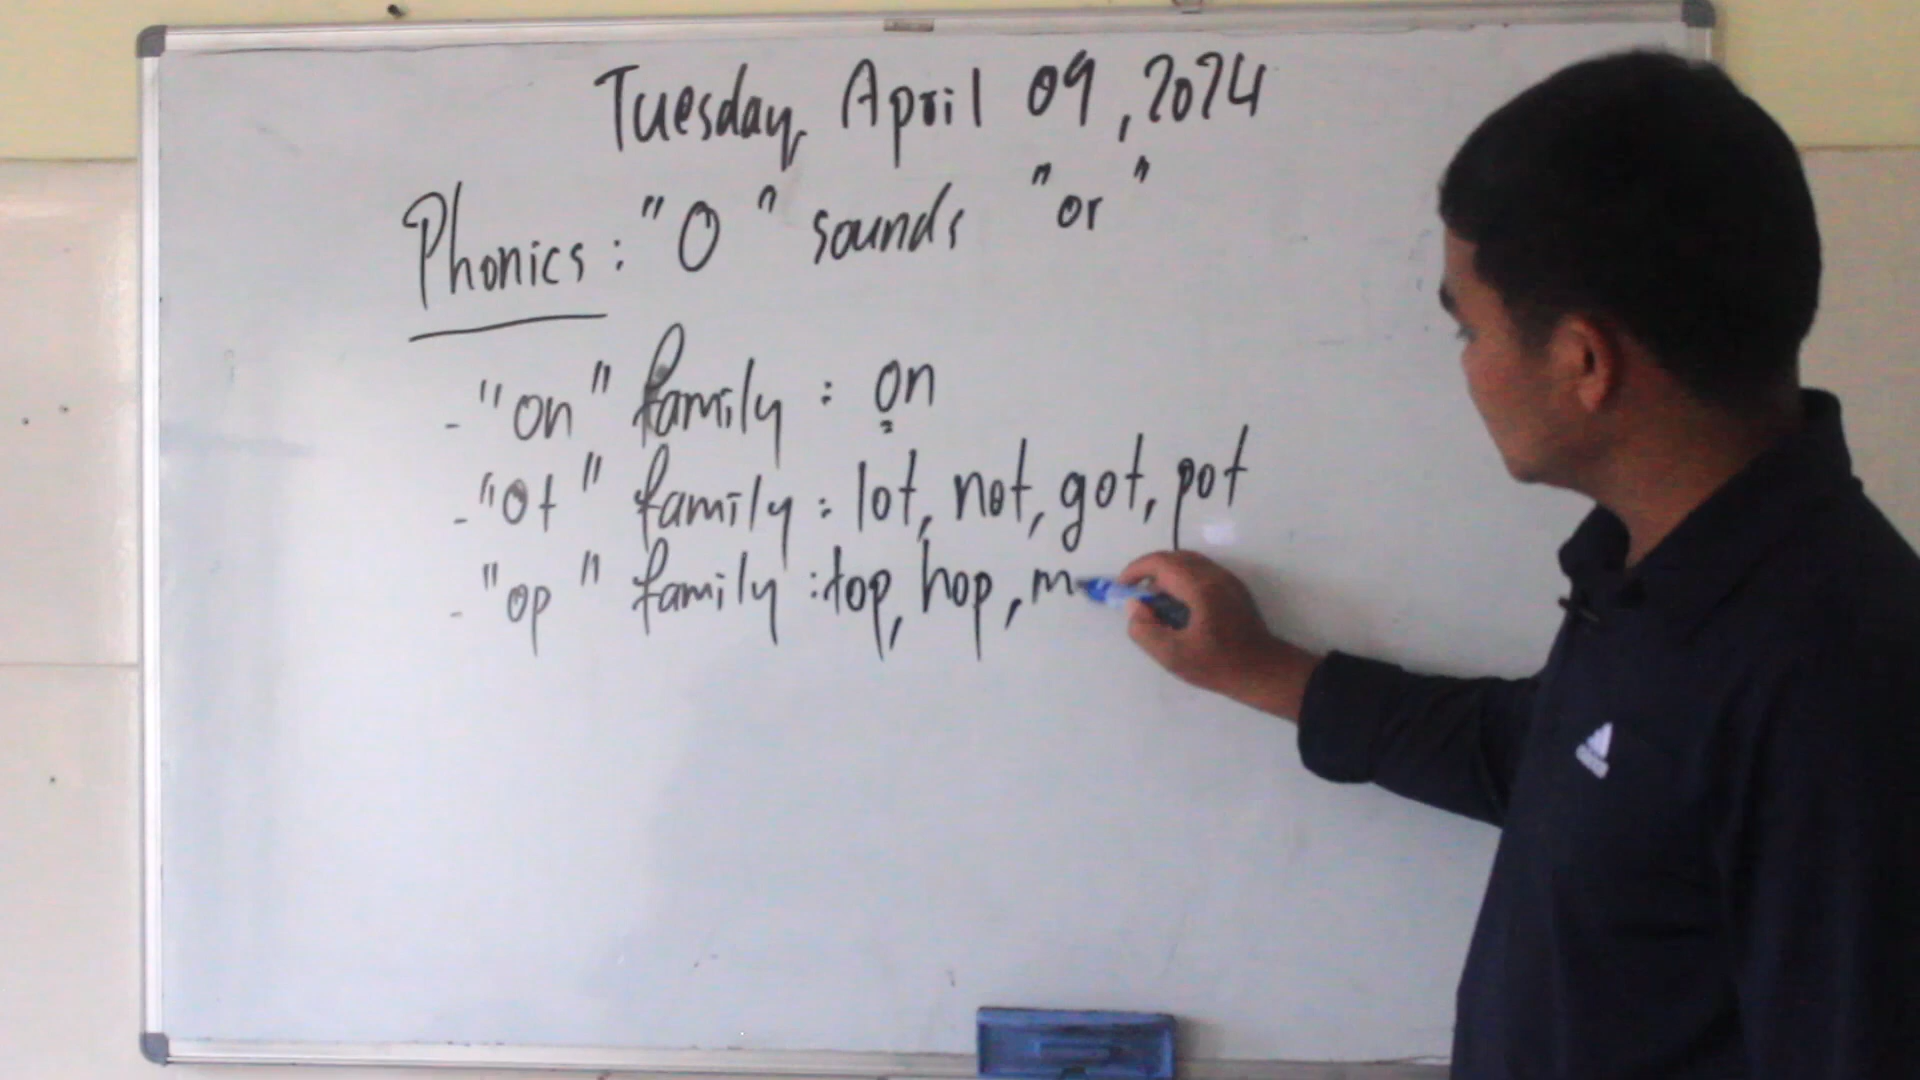 Tuesday, April 09, 2024
Phonics : "O" sounds "or"
- "on" family : on
- "ot" family : lot, not, got, pot
- "op" family : top, hop, m